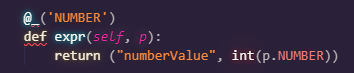 @_('NUMBER')
def expr(self, p):
    return ("numberValue", int(p.NUMBER))